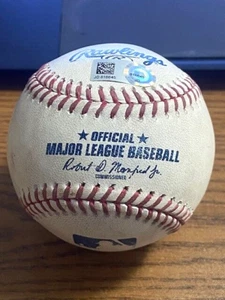 Rawlings
★ OFFICIAL ★
MAJOR LEAGUE BASEBALL
Robert D. Manfred Jr.
COMMISSIONER